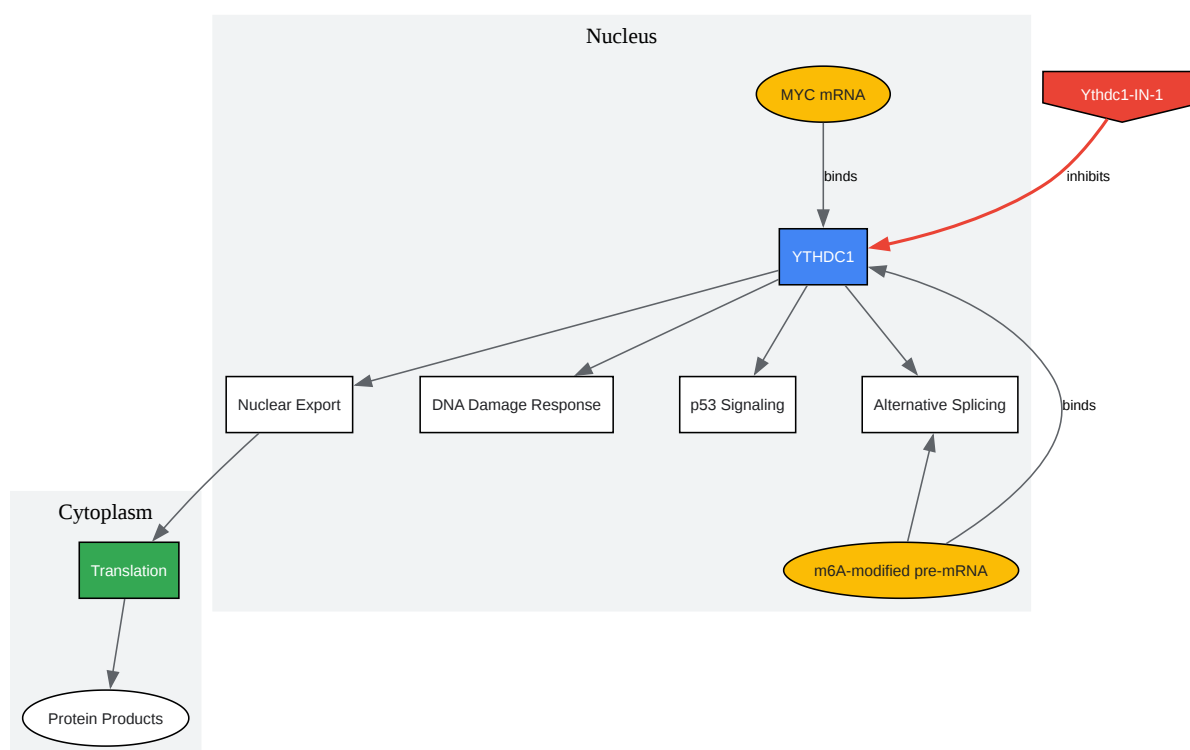 Nucleus
MYC mRNA
Ythdc1-IN-1
binds
inhibits
YTHDC1
Nuclear Export
DNA Damage Response
p53 Signaling
Alternative Splicing
binds
Cytoplasm
Translation
m6A-modified pre-mRNA
Protein Products